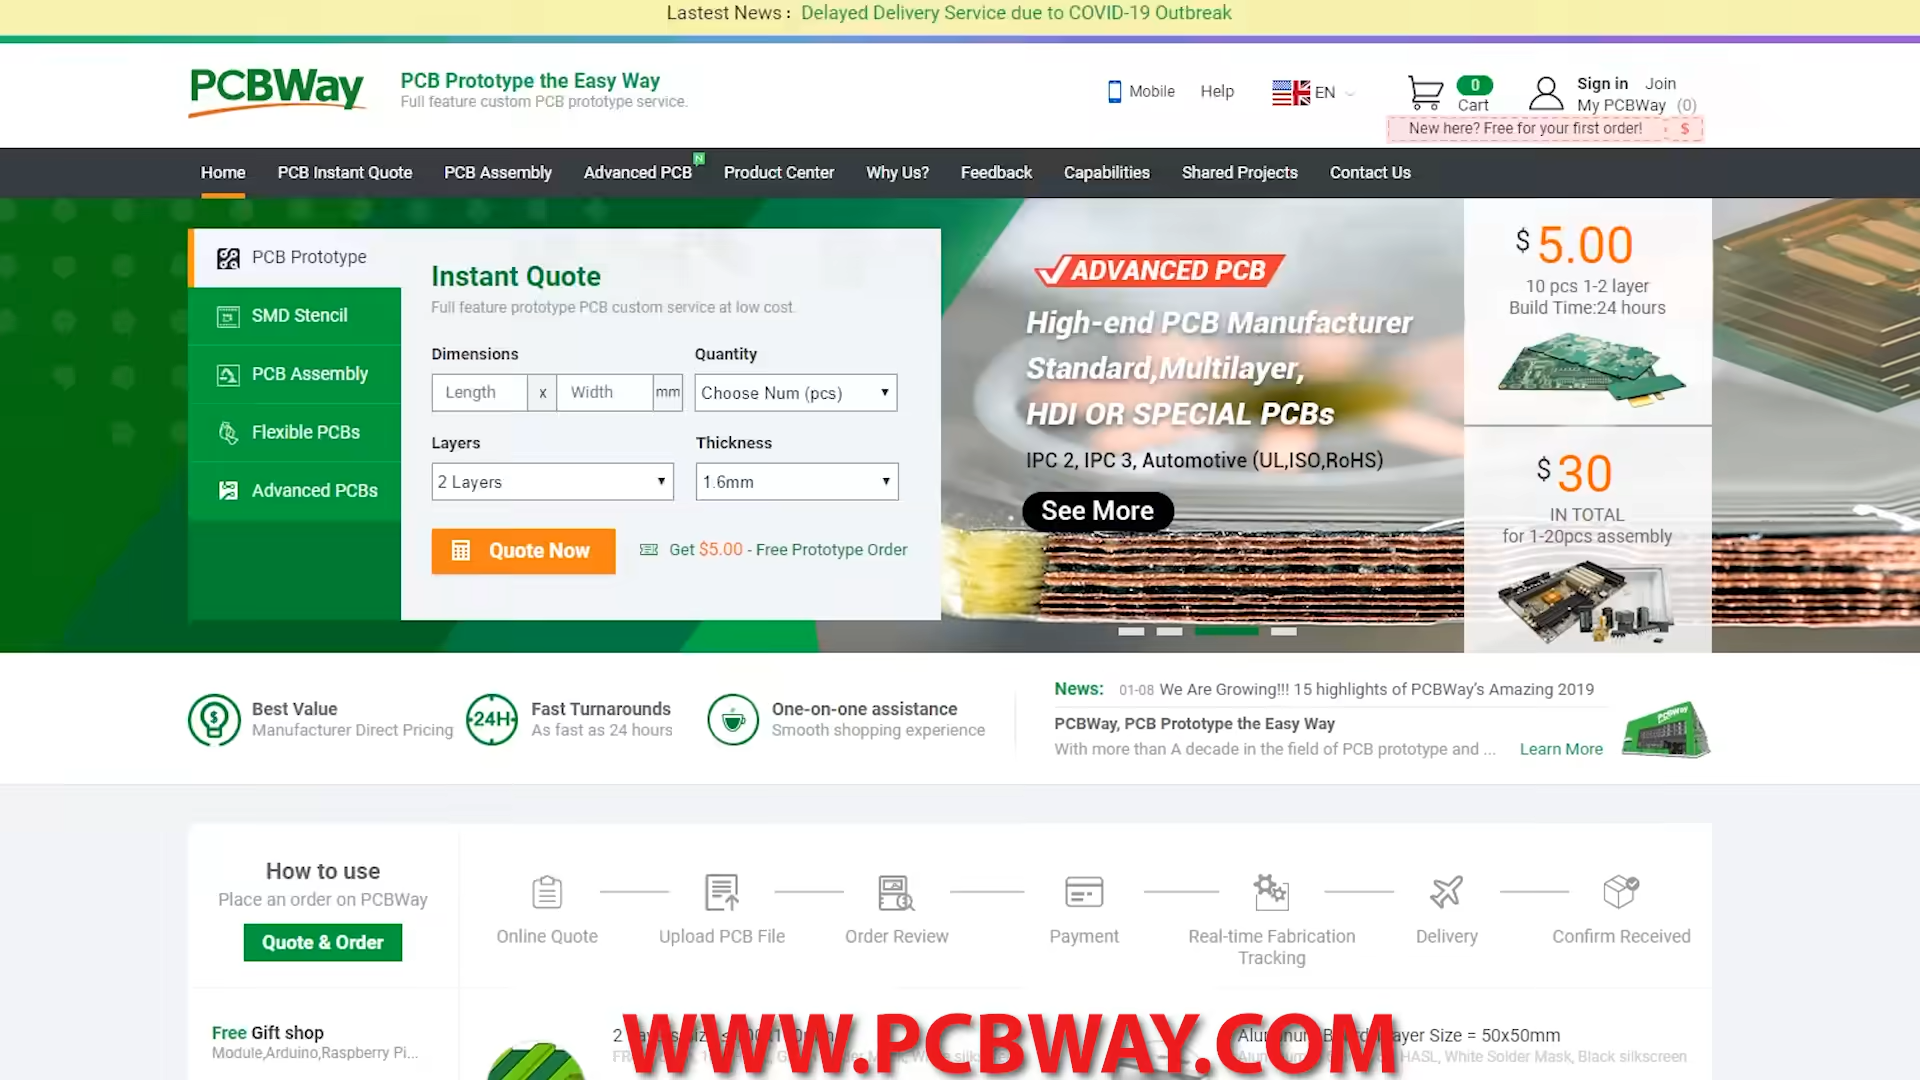 Lastest News : Delayed Delivery Service due to COVID-19 Outbreak
PCBWay
PCB Prototype the Easy Way
Full feature custom PCB prototype service.
Mobile
Help
EN
0
Cart
Sign in Join
My PCBWay (0)
New here? Free for your first order! $
Home
PCB Instant Quote
PCB Assembly
Advanced PCB
N
Product Center
Why Us?
Feedback
Capabilities
Shared Projects
Contact Us
PCB Prototype
SMD Stencil
PCB Assembly
Flexible PCBs
Advanced PCBs
Instant Quote
Full feature prototype PCB custom service at low cost.
Dimensions
Quantity
Length x Width mm
Choose Num (pcs)
Layers
Thickness
2 Layers
1.6mm
Quote Now
Get $5.00 - Free Prototype Order
ADVANCED PCB
High-end PCB Manufacturer
Standard,Multilayer,
HDI OR SPECIAL PCBs
IPC 2, IPC 3, Automotive (UL,ISO,RoHS)
See More
$ 5.00
10 pcs 1-2 layer
Build Time:24 hours
$ 30
IN TOTAL
for 1-20pcs assembly
Best Value
Manufacturer Direct Pricing
24H
Fast Turnarounds
As fast as 24 hours
One-on-one assistance
Smooth shopping experience
News: 01-08 We Are Growing!!! 15 highlights of PCBWay's Amazing 2019
PCBWay, PCB Prototype the Easy Way
With more than A decade in the field of PCB prototype and ... Learn More
PCBWay
How to use
Place an order on PCBWay
Quote & Order
Online Quote
Upload PCB File
Order Review
Payment
Real-time Fabrication
Tracking
Delivery
Confirm Received
Free Gift shop
Module,Arduino,Raspberry Pi...
2
Layer Size = 50x50mm
HASL, White Solder Mask, Black silkscreen
WWW.PCBWAY.COM